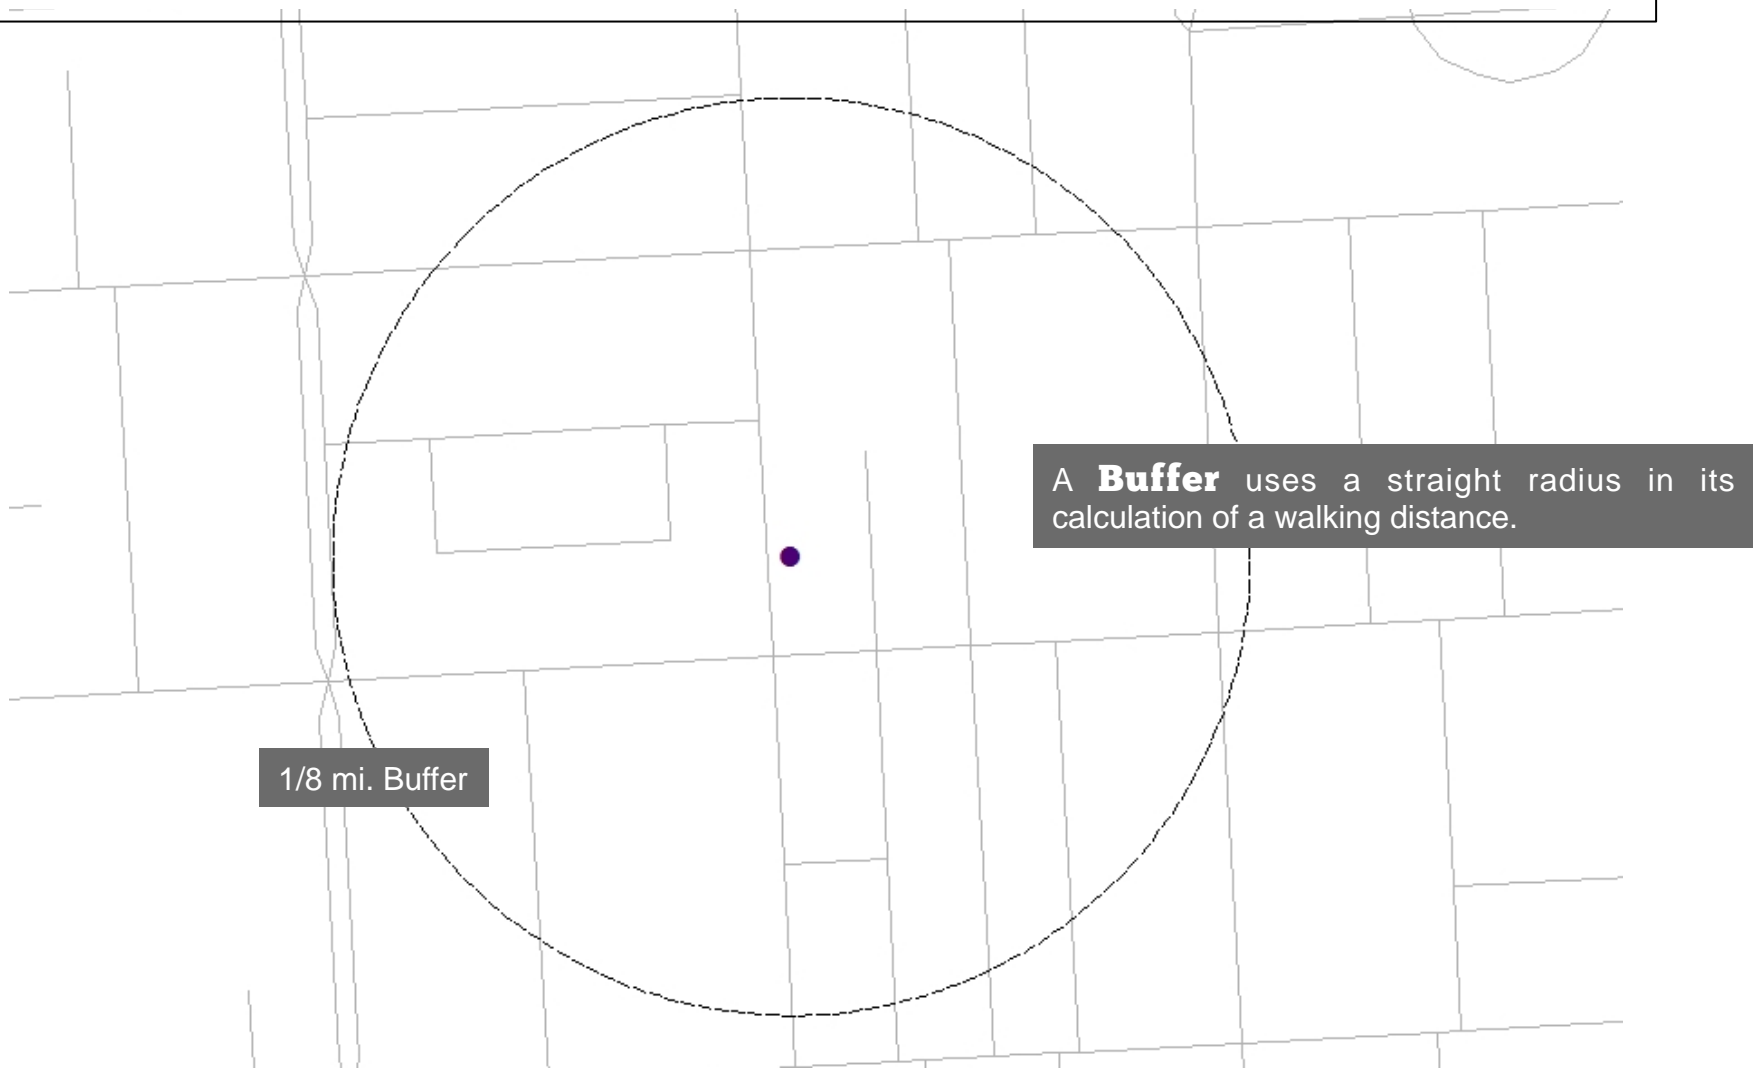 A Buffer uses a straight radius in its
calculation of a walking distance.
1/8 mi. Buffer